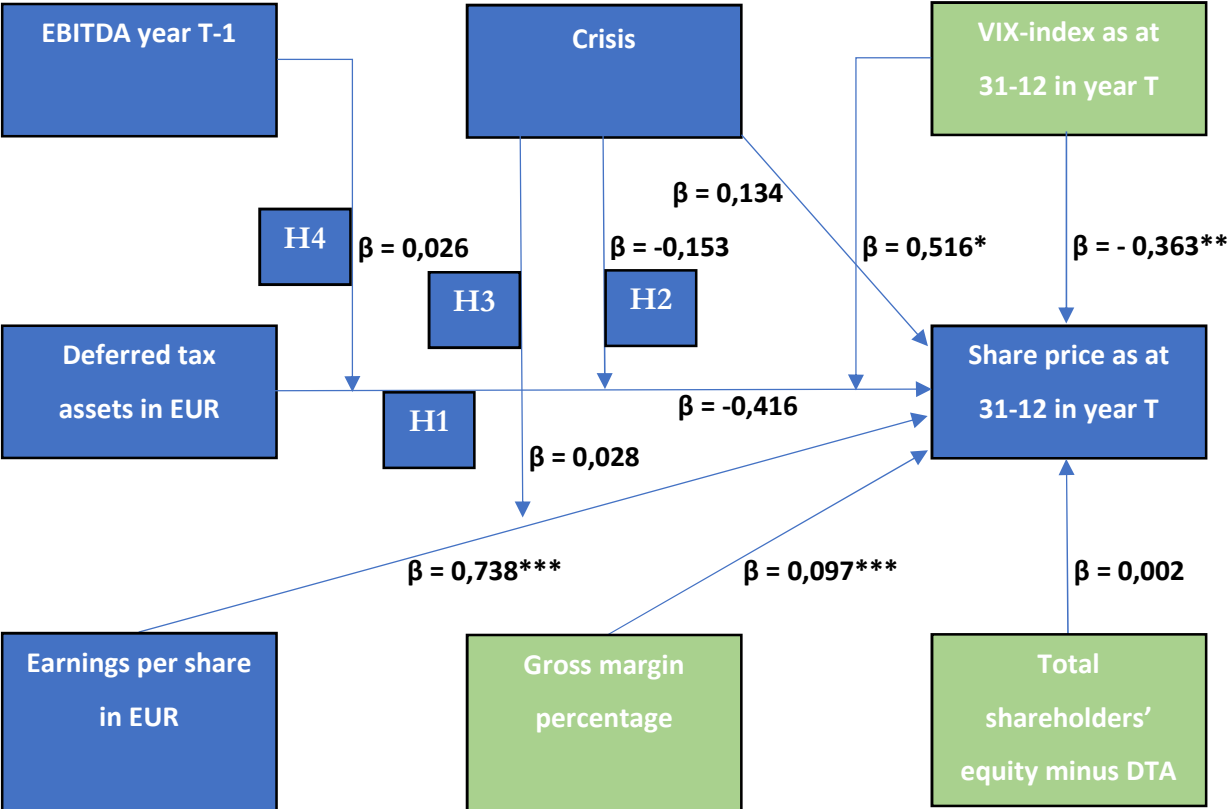 EBITDA year T-1
Crisis
VIX-index as at
31-12 in year T
β = 0,134
H4
β = 0,026
β = -0,153
β = 0,516*
β = - 0,363**
H3
H2
Deferred tax
assets in EUR
Share price as at
31-12 in year T
H1
β = -0,416
β = 0,028
β = 0,738***
β = 0,097***
β = 0,002
Earnings per share
in EUR
Gross margin
percentage
Total
shareholders’
equity minus DTA